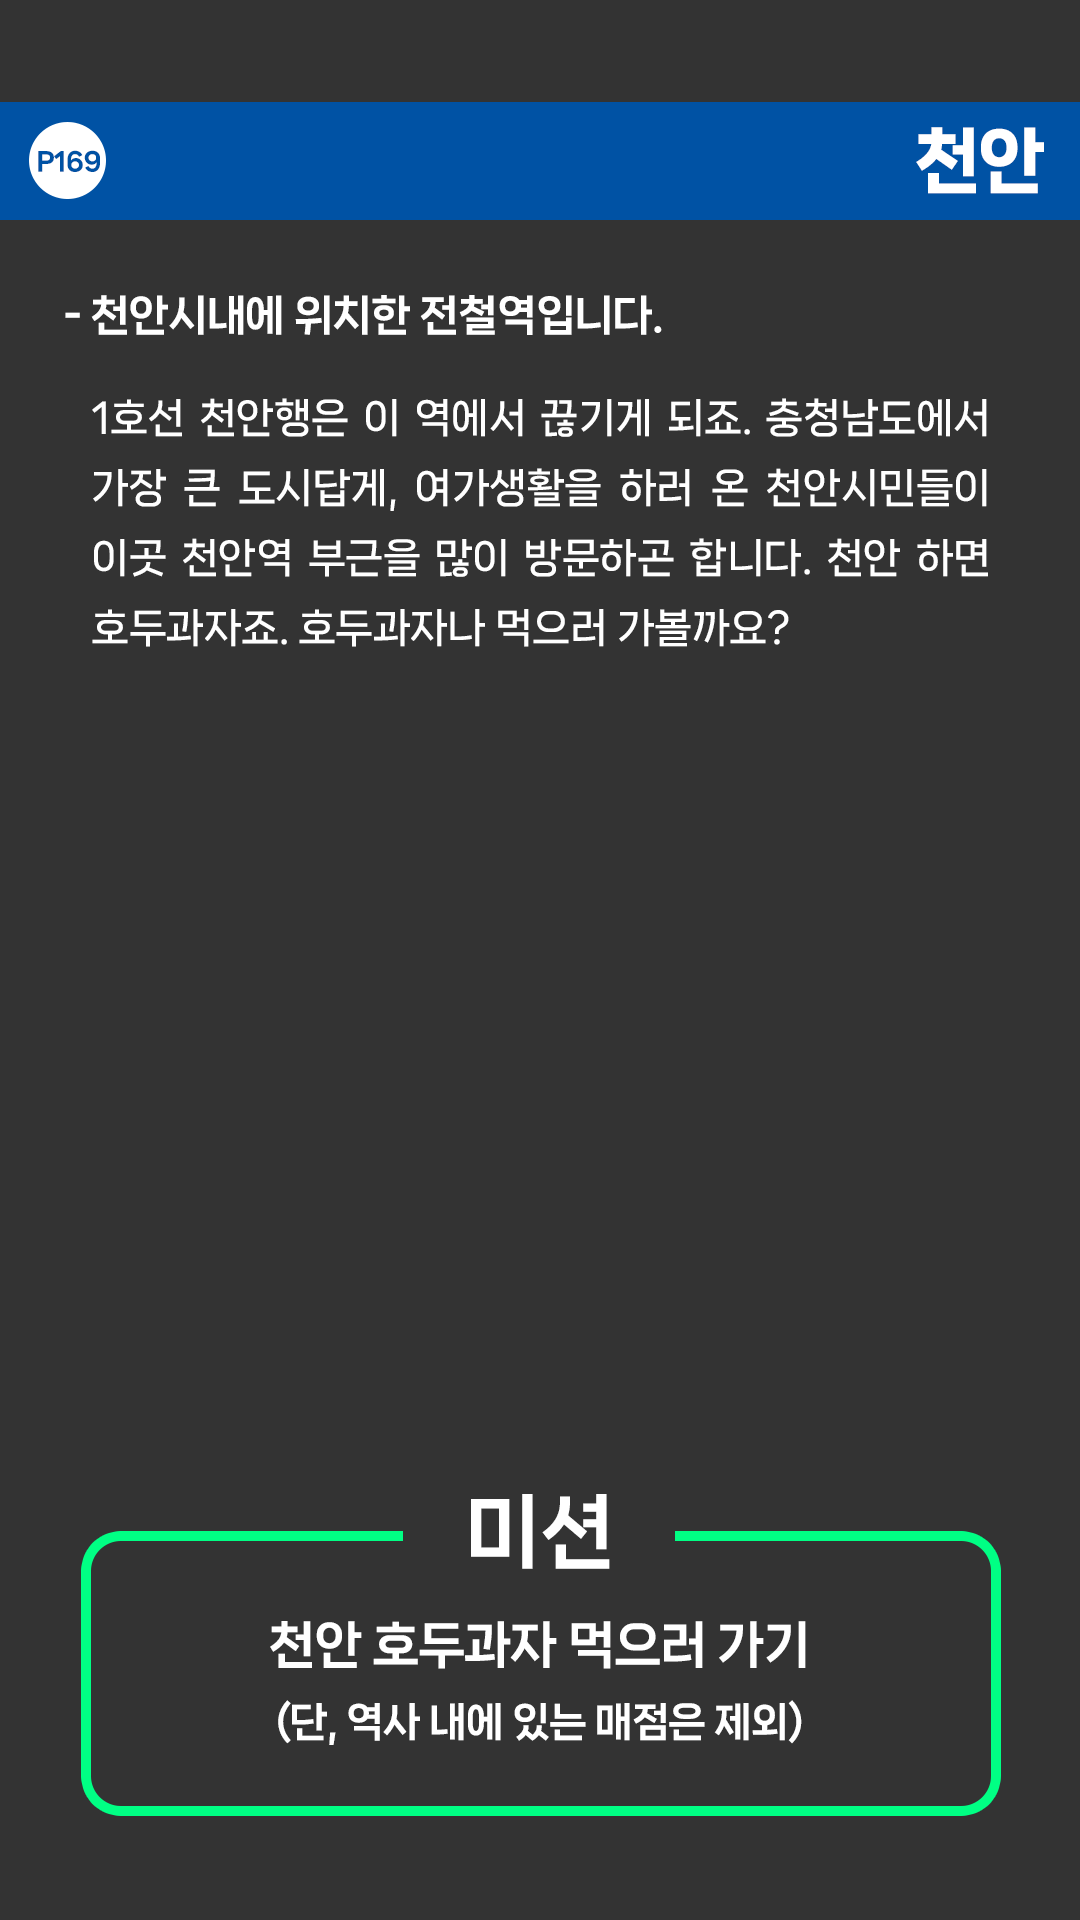 P169
천안
- 천안시내에 위치한 전철역입니다.
1호선 천안행은 이 역에서 끊기게 되죠. 충청남도에서
가장 큰 도시답게, 여가생활을 하러 온 천안시민들이
이곳 천안역 부근을 많이 방문하곤 합니다. 천안 하면
호두과자죠. 호두과자나 먹으러 가볼까요?
미션
천안 호두과자 먹으러 가기
(단, 역사 내에 있는 매점은 제외)